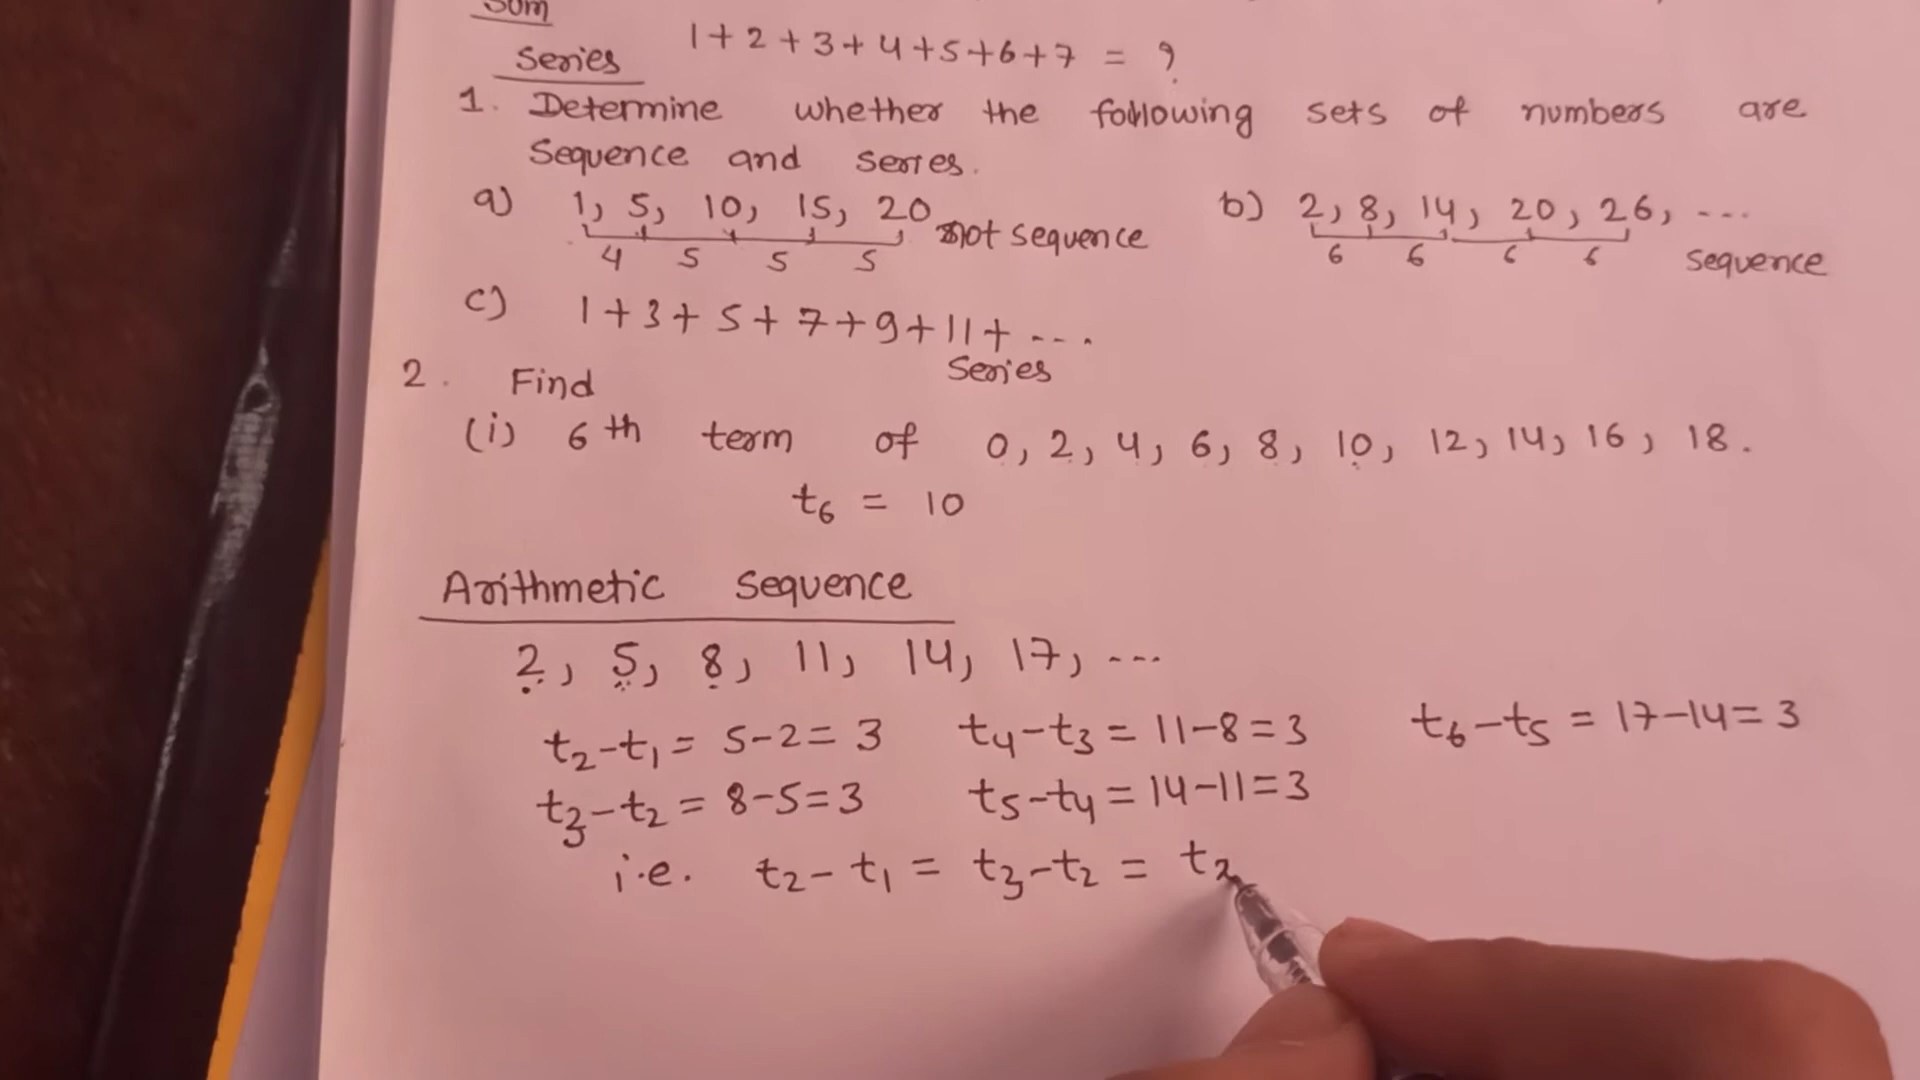 Sum
Series 1+2+3+4+5+6+7 = ?
1. Determine whether the following sets of numbers are
Sequence and series.
a) 1, 5, 10, 15, 20 not sequence b) 2, 8, 14, 20, 26, ...
4 5 5 5 6 6 6 6 sequence
c) 1+3+5+7+9+11+ ....
Series
2. Find
(i) 6th term of 0, 2, 4, 6, 8, 10, 12, 14, 16, 18.
t6 = 10
Arithmetic Sequence
2, 5, 8, 11, 14, 17, ...
t2-t1 = 5-2= 3 t4-t3 = 11-8=3 t6-t5 = 17-14=3
t3-t2 = 8-5=3 t5-t4= 14-11=3
i.e. t2-t1 = t3-t2 = t